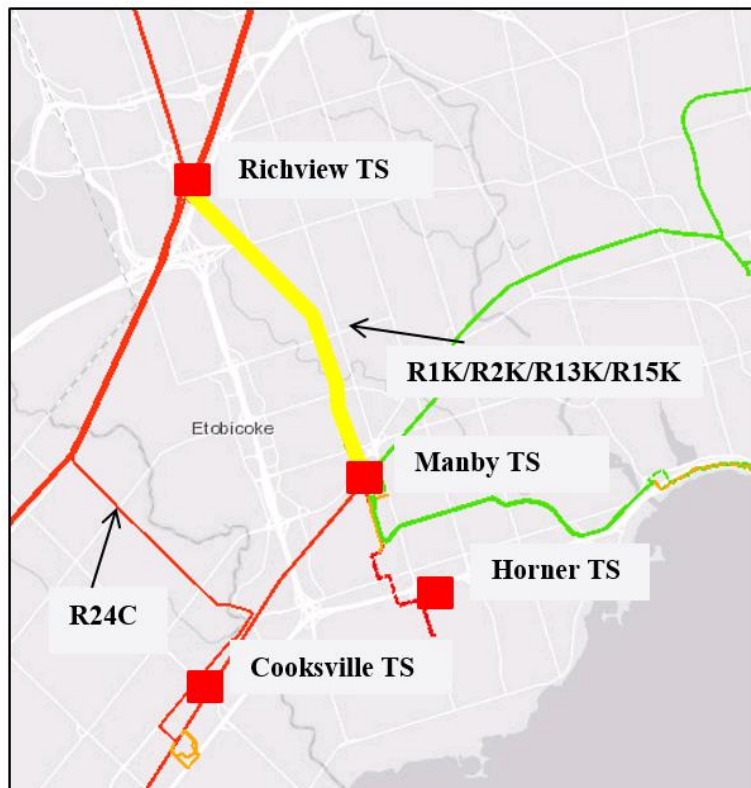 Richview TS
R1K/R2K/R13K/R15K
Etobicoke
Manby TS
Horner TS
R24C
Cooksville TS